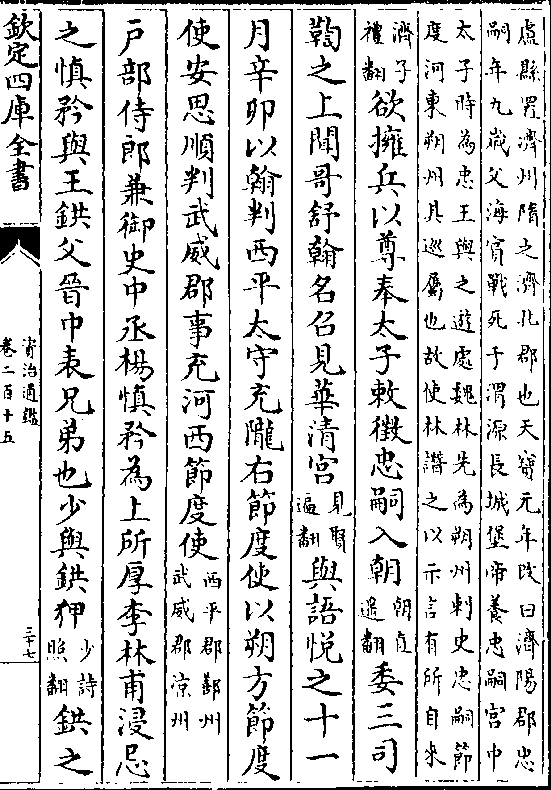 盧縣置濟州隋之濟北郡也天寳元年改曰濟陽郡忠
嗣年九歲父海賓戰死于渭源長城堡帝養忠嗣宫中
太子時為忠王與之遊處魏林先為朔州刺史忠嗣節
度河東朔州其巡屬也故使林譖之以示言有所自來
濟子禮翻欲擁兵以尊奉太子敕徵忠嗣入朝朝直遥翻委三司
鞫之上聞哥舒翰名召見華清宫見賢遍翻與語悦之十一
月辛卯以翰判西平太守充隴右節度使以朔方節度
使安思順判武威郡事充河西節度使西平郡鄯州武威郡凉州
户部侍郎兼御史中丞楊慎矜為上所厚李林甫浸忌
之慎矜與王鉷父晉中表兄弟也少與鉷狎少詩照翻鉷之
欽定四庫全書
資治通鑑
卷二百十五
三十七